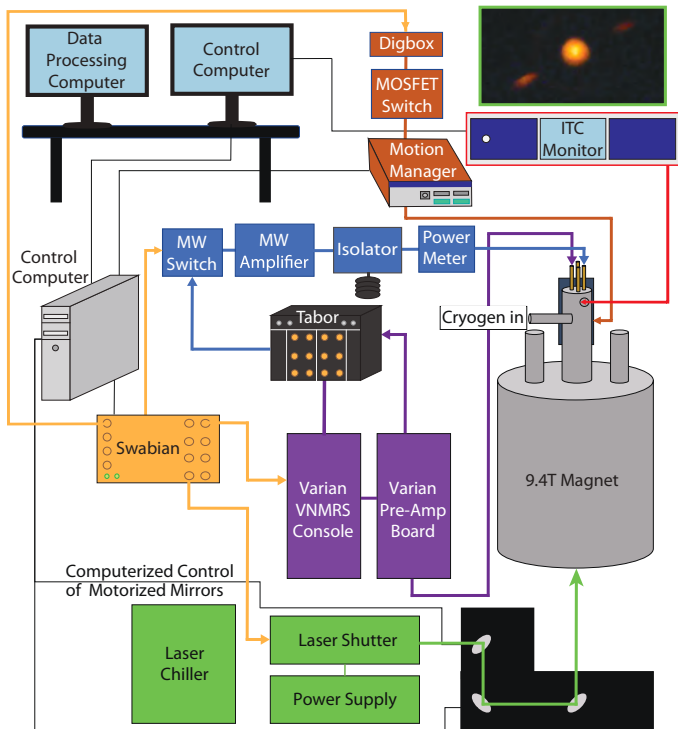 Data
Processing
Computer
Control
Computer
Digbox
MOSFET
Switch
Motion
Manager
ITC
Monitor
Control
Computer
MW
Switch
MW
Amplifier
Isolator
Power
Meter
Tabor
Cryogen in
Swabian
Varian
VNMRS
Console
Varian
Pre-Amp
Board
9.4T Magnet
Computerized Control
of Motorized Mirrors
Laser
Chiller
Laser Shutter
Power Supply